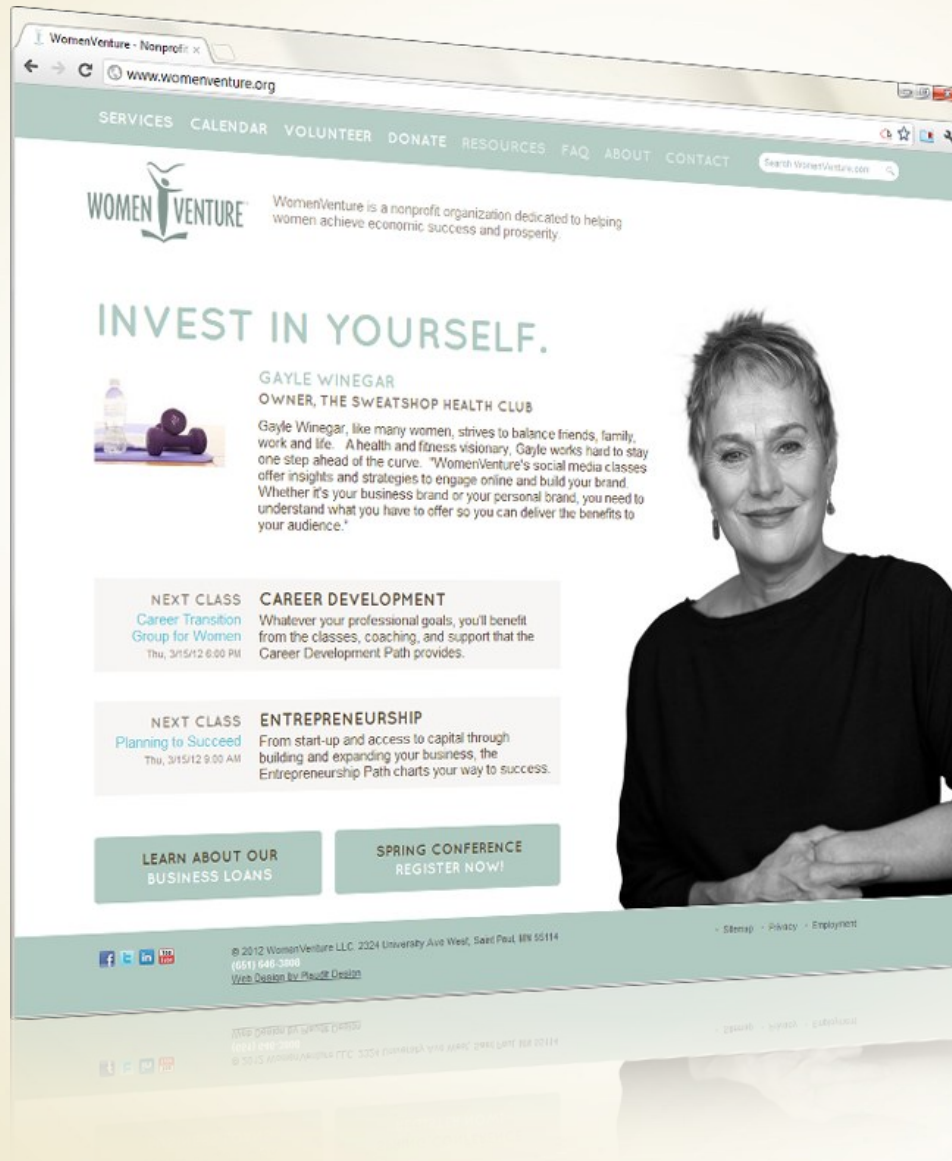 WomenVenture - Nonprofit
www.womenventure.org
SERVICES CALENDAR VOLUNTEER DONATE RESOURCES FAQ ABOUT CONTACT
Search WomenVenture.com
WOMEN VENTURE
WomenVenture is a nonprofit organization dedicated to helping
women achieve economic success and prosperity.
INVEST IN YOURSELF.
GAYLE WINEGAR
OWNER, THE SWEATSHOP HEALTH CLUB
Gayle Winegar, like many women, strives to balance friends, family,
work and life. A health and fitness visionary, Gayle works hard to stay
one step ahead of the curve. "WomenVenture's social media classes
offer insights and strategies to engage online and build your brand.
Whether it's your business brand or your personal brand, you need to
understand what you have to offer so you can deliver the benefits to
your audience."
NEXT CLASS
Career Transition
Group for Women
Thu, 3/15/12 6:00 PM
CAREER DEVELOPMENT
Whatever your professional goals, you'll benefit
from the classes, coaching, and support that the
Career Development Path provides.
NEXT CLASS
Planning to Succeed
Thu, 3/15/12 9:00 AM
ENTREPRENEURSHIP
From start-up and access to capital through
building and expanding your business, the
Entrepreneurship Path charts your way to success.
LEARN ABOUT OUR
BUSINESS LOANS
SPRING CONFERENCE
REGISTER NOW!
© 2012 WomenVenture LLC. 2324 University Ave West, Saint Paul, MN 55114
(651) 646-3808
Web Design by Plaudit Design
- Sitemap - Privacy - Employment